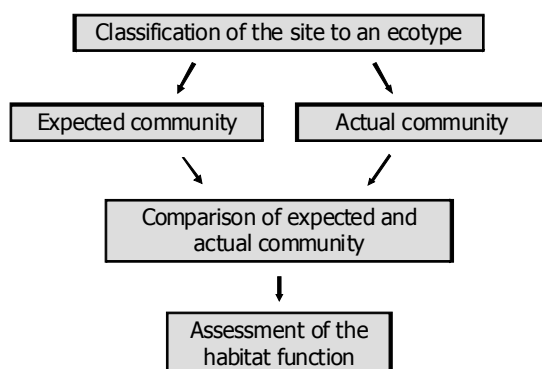 Classification of the site to an ecotype
Expected community
Actual community
Comparison of expected and
actual community
Assessment of the
habitat function